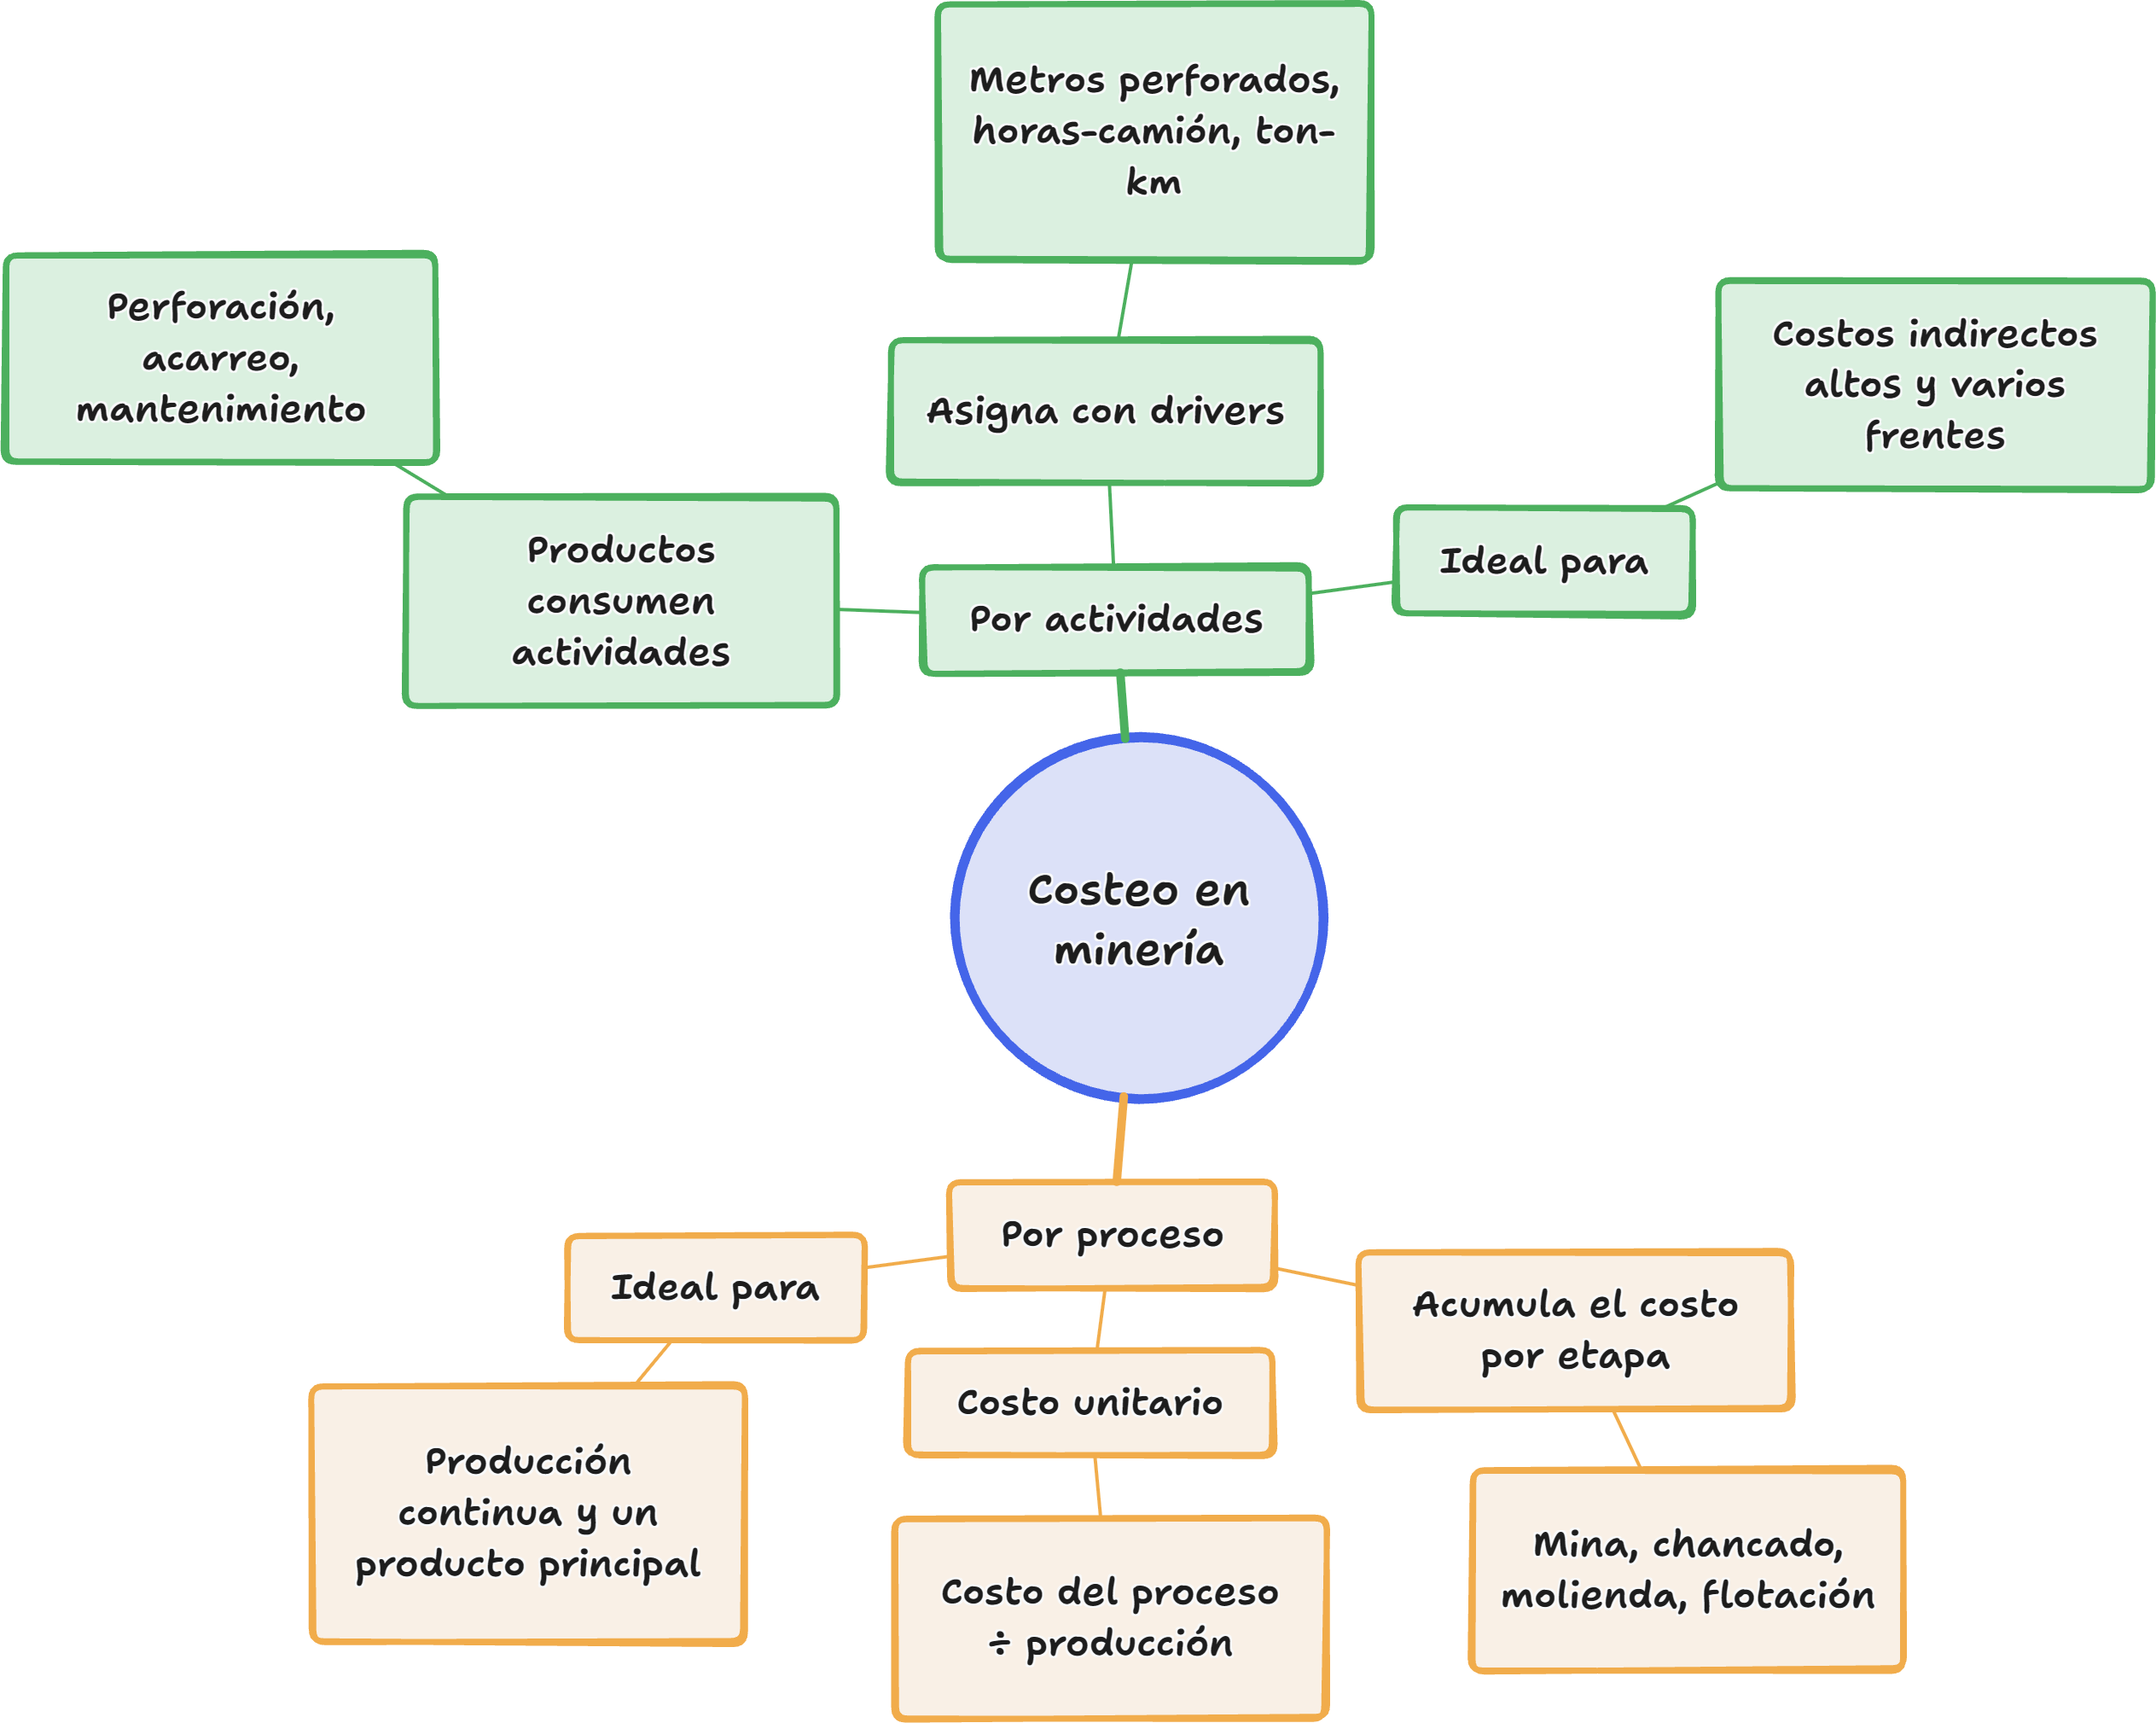 Metros perforados,
horas-camión, ton-
km
Perforación,
acarreo,
mantenimiento
Costos indirectos
altos y varios
frentes
Asigna con drivers
Productos
consumen
actividades
Ideal para
Por actividades
Costeo en
minería
Por proceso
Ideal para
Acumula el costo
por etapa
Costo unitario
Producción
continua y un
producto principal
Mina, chancado,
molienda, flotación
Costo del proceso
÷ producción